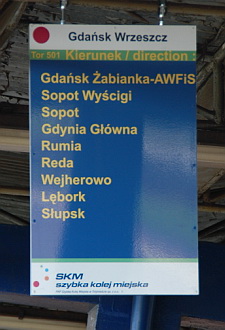 Gdańsk Wrzeszcz
Tor 501 Kierunek / direction :
Gdańsk Żabianka-AWFiS
Sopot Wyścigi
Sopot
Gdynia Główna
Rumia
Reda
Wejherowo
Lębork
Słupsk
SKM
szybka kolej miejska